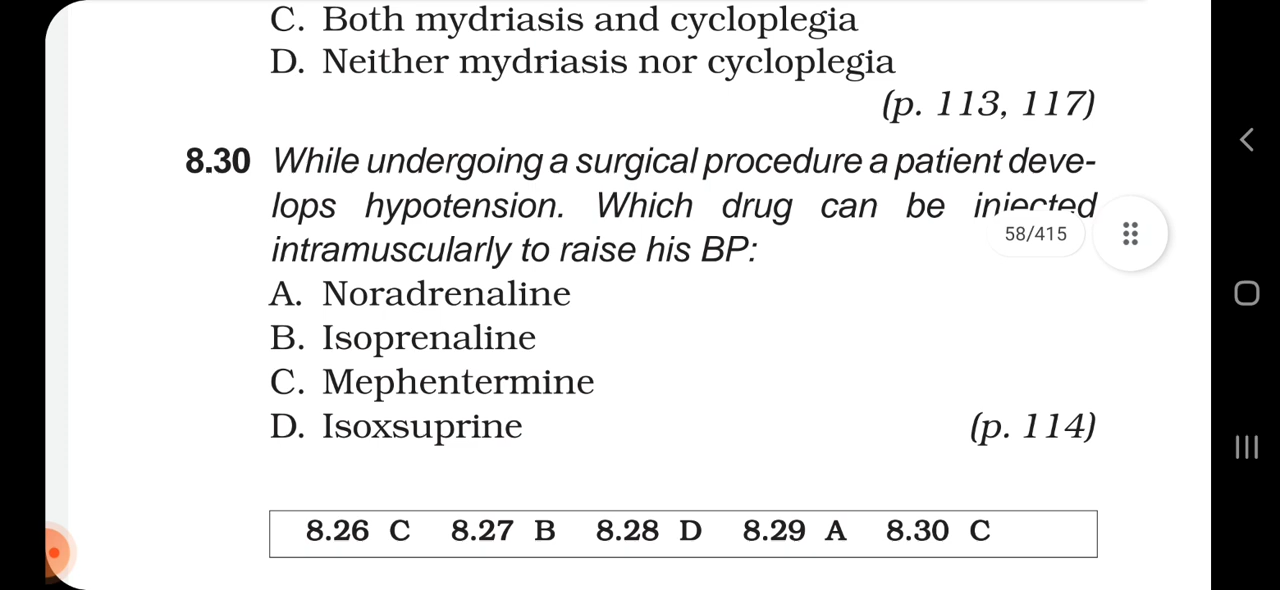 C. Both mydriasis and cycloplegia
D. Neither mydriasis nor cycloplegia
(p. 113, 117)
8.30 While undergoing a surgical procedure a patient deve-
lops hypotension. Which drug can be injected
58/415
intramuscularly to raise his BP:
A. Noradrenaline
B. Isoprenaline
C. Mephentermine
D. Isoxsuprine (p. 114)
8.26 C 8.27 B 8.28 D 8.29 A 8.30 C